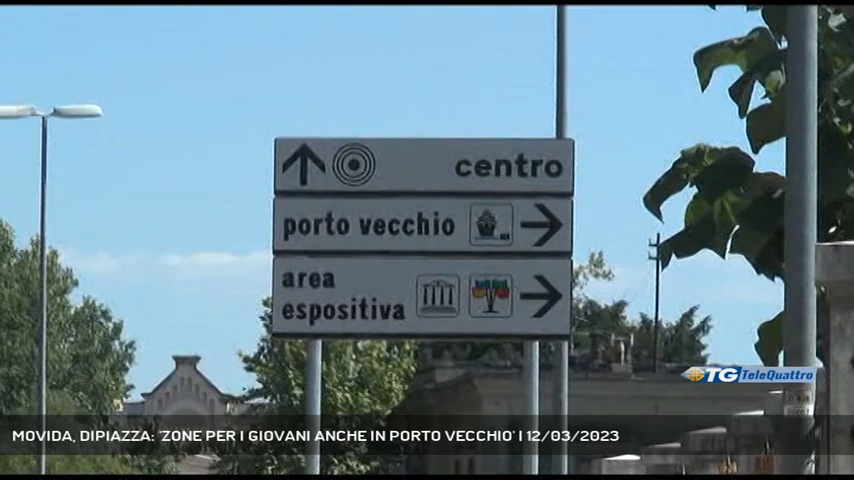 centro
porto vecchio
area
espositiva
TG TeleQuattro
MOVIDA, DIPIAZZA: 'ZONE PER I GIOVANI ANCHE IN PORTO VECCHIO' | 12/03/2023